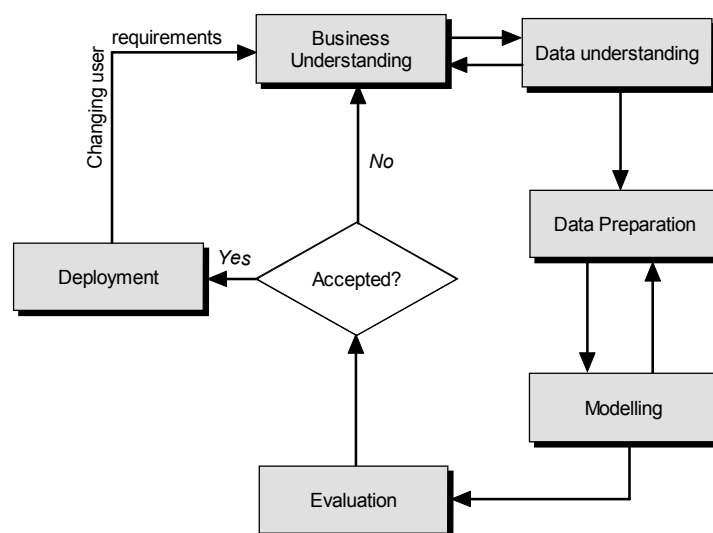 requirements
Business
Understanding
Data understanding
Changing user
No
Data Preparation
Yes
Deployment
Accepted?
Modelling
Evaluation